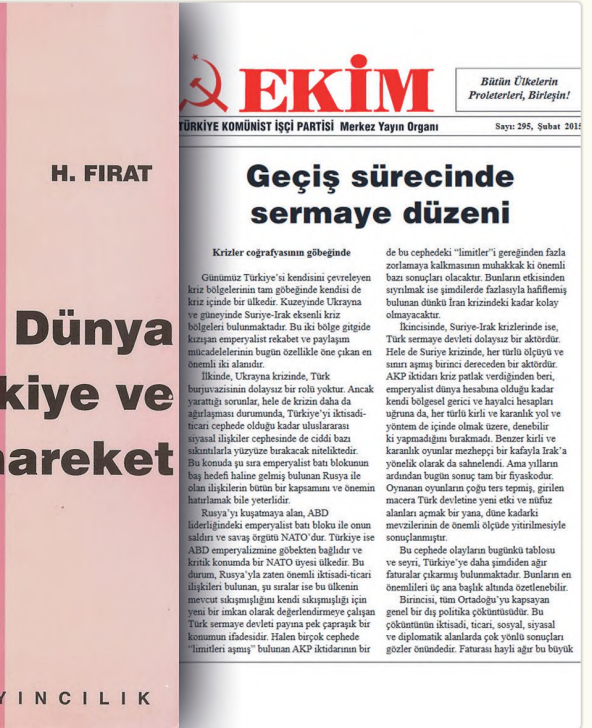 H. FIRAT
Dünya
kiye ve
areket
YINCILIK
EKİM
Bütün Ülkelerin
Proleterleri, Birleşin!
TÜRKİYE KOMÜNİST İŞÇİ PARTİSİ Merkez Yayın Organı
Sayı: 295, Şubat 2015
Geçiş sürecinde
sermaye düzeni
Krizler coğrafyasının göbeğinde
Günümüz Türkiye'si kendisini çevreleyen
kriz bölgelerinin tam göbeğinde kendisi de
kriz içinde bir ülkedir. Kuzeyinde Ukrayna
ve güneyinde Suriye-Irak eksenli kriz
bölgeleri bulunmaktadır. Bu iki bölge gitgide
kızışan emperyalist rekabet ve paylaşım
mücadelelerinin bugün özellikle öne çıkan en
önemli iki alanıdır.
İlkinde, Ukrayna krizinde, Türk
burjuvazisinin dolaysız bir rolü yoktur. Ancak
yarattığı sorunlar, hele de krizin daha da
ağırlaşması durumunda, Türkiye'yi iktisadi-
ticari cephede olduğu kadar uluslararası
siyasal ilişkiler cephesinde de ciddi bazı
sıkıntılarla yüzyüze bırakacak niteliktedir.
Bu konuda şu sıra emperyalist batı blokunun
baş hedefi haline gelmiş bulunan Rusya ile
olan ilişkilerin bütün bir kapsamını ve önemin
hatırlamak bile yeterlidir.
Rusya'yı kuşatmaya alan, ABD
liderliğindeki emperyalist batı bloku ile onun
saldırı ve savaş örgütü NATO'dur. Türkiye ise
ABD emperyalizmine göbekten bağlıdır ve
kritik konumda bir NATO üyesi ülkedir. Bu
durum, Rusya'yla zaten önemli iktisadi-ticari
ilişkileri bulunan, şu sıralar ise bu ülkenin
mevcut sıkışmışlığını kendi sıkışmışlığı için
yeni bir imkan olarak değerlendirmeye çalışan
Türk sermaye devleti payına pek çapraşık bir
konumun ifadesidir. Halen birçok cephede
"limitleri aşmış" bulunan AKP iktidarının bir
de bu cephedeki "limitler"i gereğinden fazla
zorlamaya kalkmasının muhakkak ki önemli
bazı sonuçları olacaktır. Bunların etkisinden
sıyrılmak ise şimdilerde fazlasıyla hafiflemiş
bulunan dünkü İran krizindeki kadar kolay
olmayacaktır.
İkincisinde, Suriye-Irak krizlerinde ise,
Türk sermaye devleti dolaysız bir aktördür.
Hele de Suriye krizinde, her türlü ölçüyü ve
sınırı aşmış birinci dereceden bir aktördür.
AKP iktidarı kriz patlak verdiğinden beri,
emperyalist dünya hesabına olduğu kadar
kendi bölgesel gerici ve hayalci hesapları
uğruna da, her türlü kirli ve karanlık yol ve
yöntem de içinde olmak üzere, denebilir
ki yapmadığını bırakmadı. Benzer kirli ve
karanlık oyunlar mezhepçi bir kafayla Irak'a
yönelik olarak da sahnelendi. Ama yılların
ardından bugün sonuç tam bir fiyaskodur.
Oynanan oyunların çoğu ters tepmiş, girilen
macera Türk devletine yeni etki ve nüfuz
alanları açmak bir yana, düne kadarki
mevzilerinin de önemli ölçüde yitirilmesiyle
sonuçlanmıştır.
Bu cephede olayların bugünkü tablosu
ve seyri, Türkiye'ye daha şimdiden ağır
faturalar çıkarmış bulunmaktadır. Bunların en
önemlileri üç ana başlık altında özetlenebilir.
Birincisi, tüm Ortadoğu'yu kapsayan
genel bir dış politika çöküntüsüdür. Bu
çöküntünün iktisadi, ticari, sosyal, siyasal
ve diplomatik alanlarda çok yönlü sonuçları
gözler önündedir. Faturası hayli ağır bu büyük